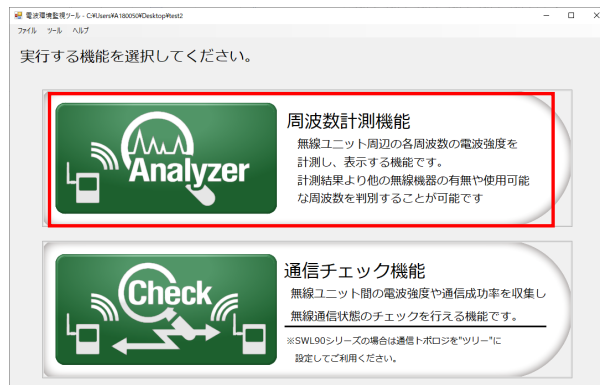 電波環境監視ツール - C:¥Users¥A180050¥Desktop¥test2
ファイル ツール ヘルプ
実行する機能を選択してください。
Analyzer
周波数計測機能
無線ユニット周辺の各周波数の電波強度を
計測し、表示する機能です。
計測結果より他の無線機器の有無や使用可能
な周波数を判別することが可能です
Check
通信チェック機能
無線ユニット間の電波強度や通信成功率を収集し
無線通信状態のチェックを行える機能です。
※SWL90シリーズの場合は通信トポロジを"ツリー"に
設定してご利用ください。